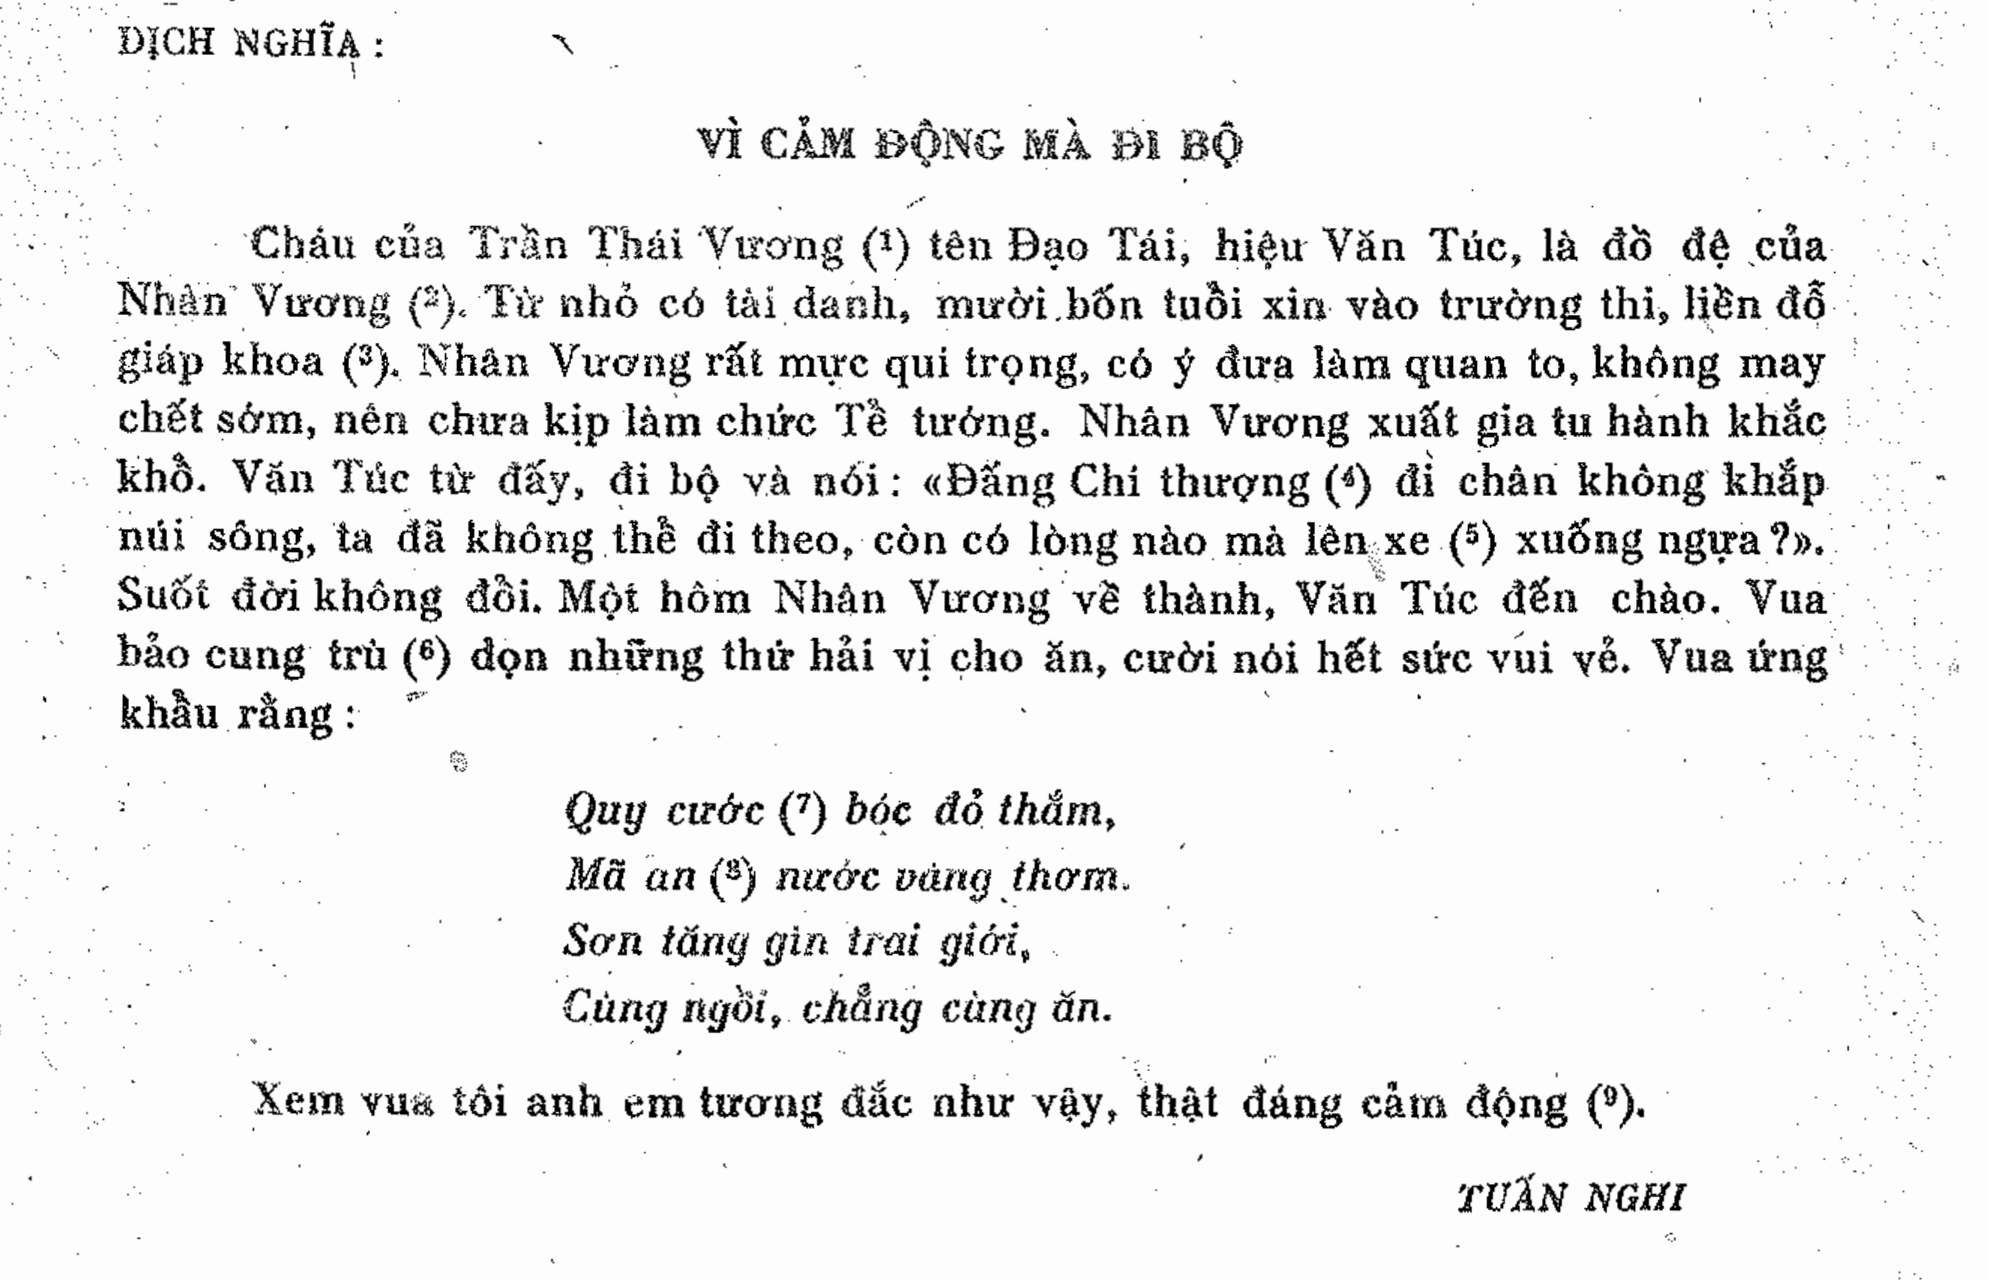 DỊCH NGHĨA :
VÌ CẢM ĐỘNG MÀ ĐI BỘ
Cháu của Trần Thái Vương (¹) tên Đạo Tái, hiệu Văn Túc, là đồ đệ của
Nhân Vương (²). Từ nhỏ có tài danh, mười bốn tuổi xin vào trường thi, liền đỗ
giáp khoa (³). Nhân Vương rất mực quí trọng, có ý đưa làm quan to, không may
chết sớm, nên chưa kịp làm chức Tể tướng. Nhân Vương xuất gia tu hành khắc
khổ. Văn Túc từ đấy, đi bộ và nói : «Đấng Chí thượng (⁴) đi chân không khắp
núi sông, ta đã không thể đi theo, còn có lòng nào mà lên xe (⁵) xuống ngựa ?».
Suốt đời không đổi. Một hôm Nhân Vương về thành, Văn Túc đến chào. Vua
bảo cung trù (⁶) dọn những thứ hải vị cho ăn, cười nói hết sức vui vẻ. Vua ứng
khẩu rằng :
Quy cước (⁷) bóc đỏ thắm,
Mã an (⁸) nước vàng thơm.
Sơn tăng gìn trai giới,
Cùng ngồi, chẳng cùng ăn.
Xem vua tôi anh em tương đắc như vậy, thật đáng cảm động (⁹).
TUẤN NGHI